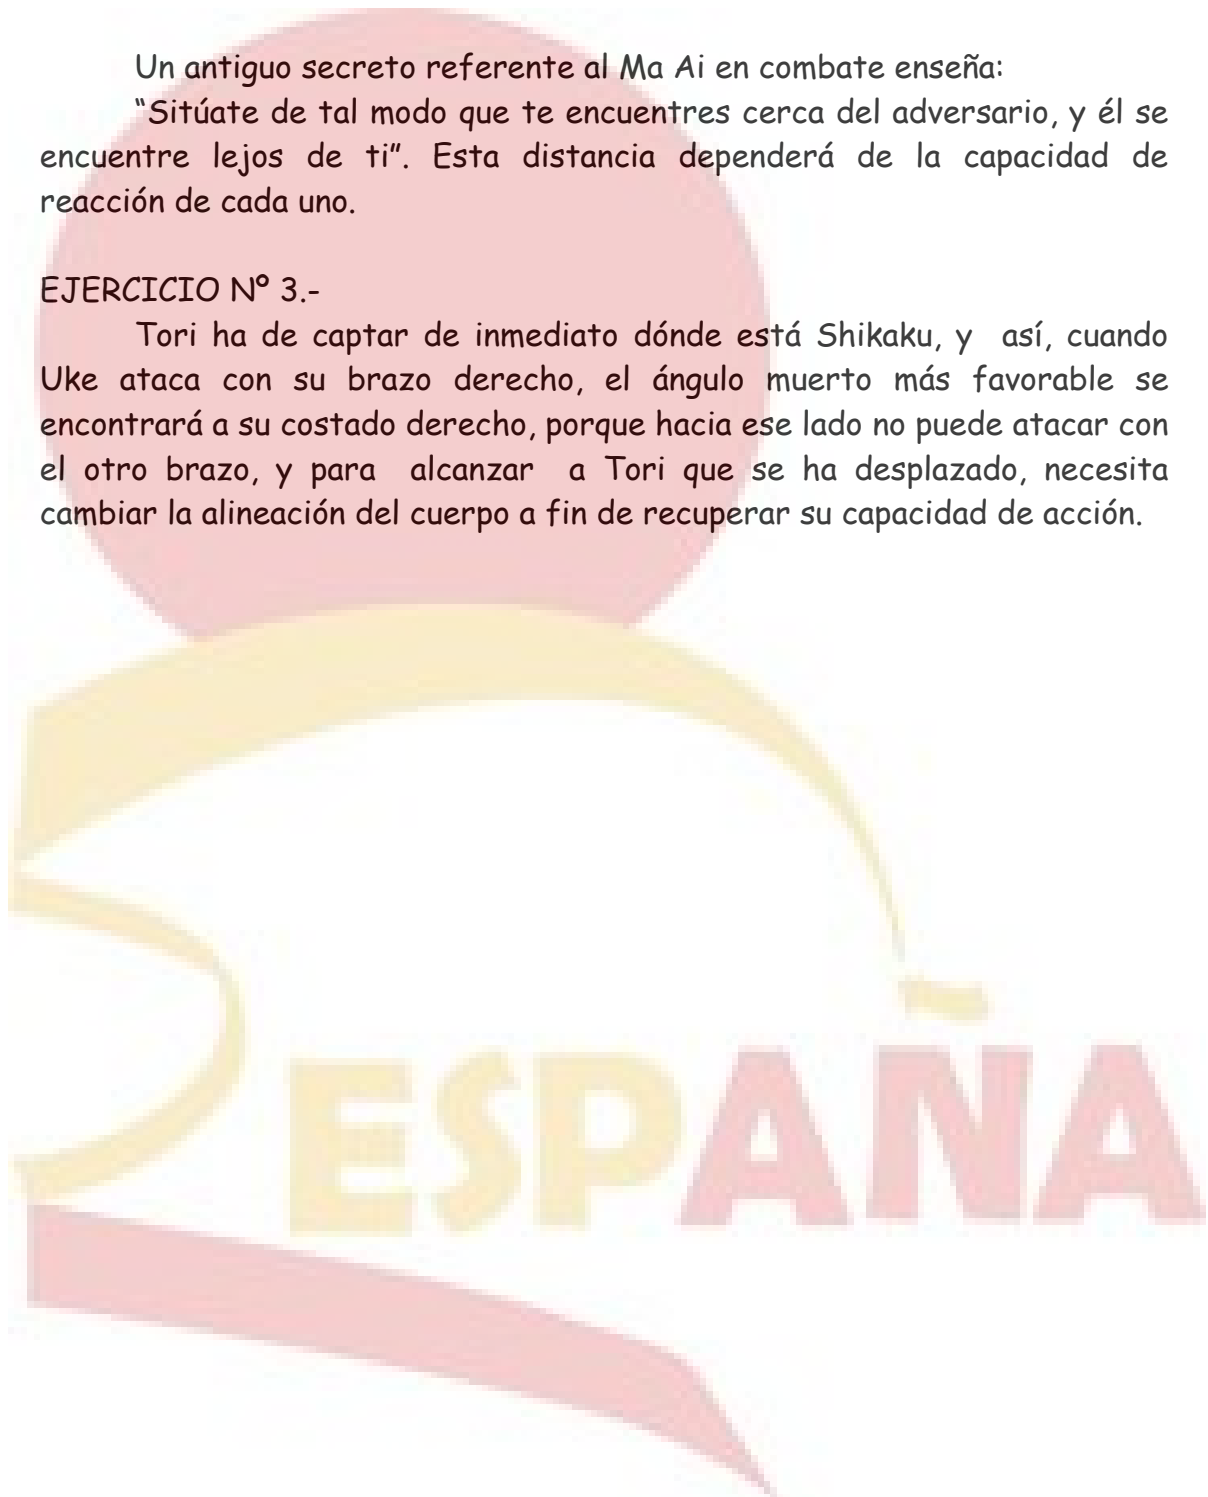 Un antiguo secreto referente al Ma Ai en combate enseña:
“Sitúate de tal modo que te encuentres cerca del adversario, y él se
encuentre lejos de ti”. Esta distancia dependerá de la capacidad de
reacción de cada uno.
EJERCICIO Nº 3.-
Tori ha de captar de inmediato dónde está Shikaku, y así, cuando
Uke ataca con su brazo derecho, el ángulo muerto más favorable se
encontrará a su costado derecho, porque hacia ese lado no puede atacar con
el otro brazo, y para alcanzar a Tori que se ha desplazado, necesita
cambiar la alineación del cuerpo a fin de recuperar su capacidad de acción.
ESPAÑA